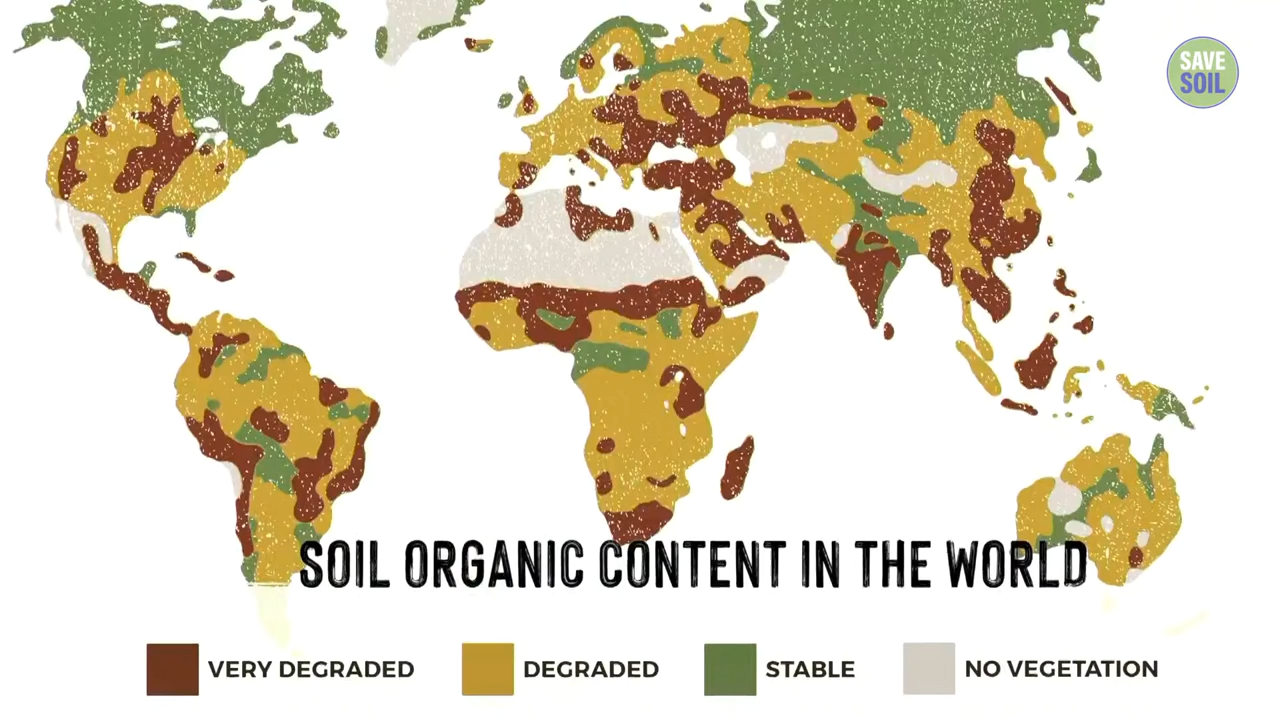 SAVE
SOIL
SOIL ORGANIC CONTENT IN THE WORLD
VERY DEGRADED
DEGRADED
STABLE
NO VEGETATION